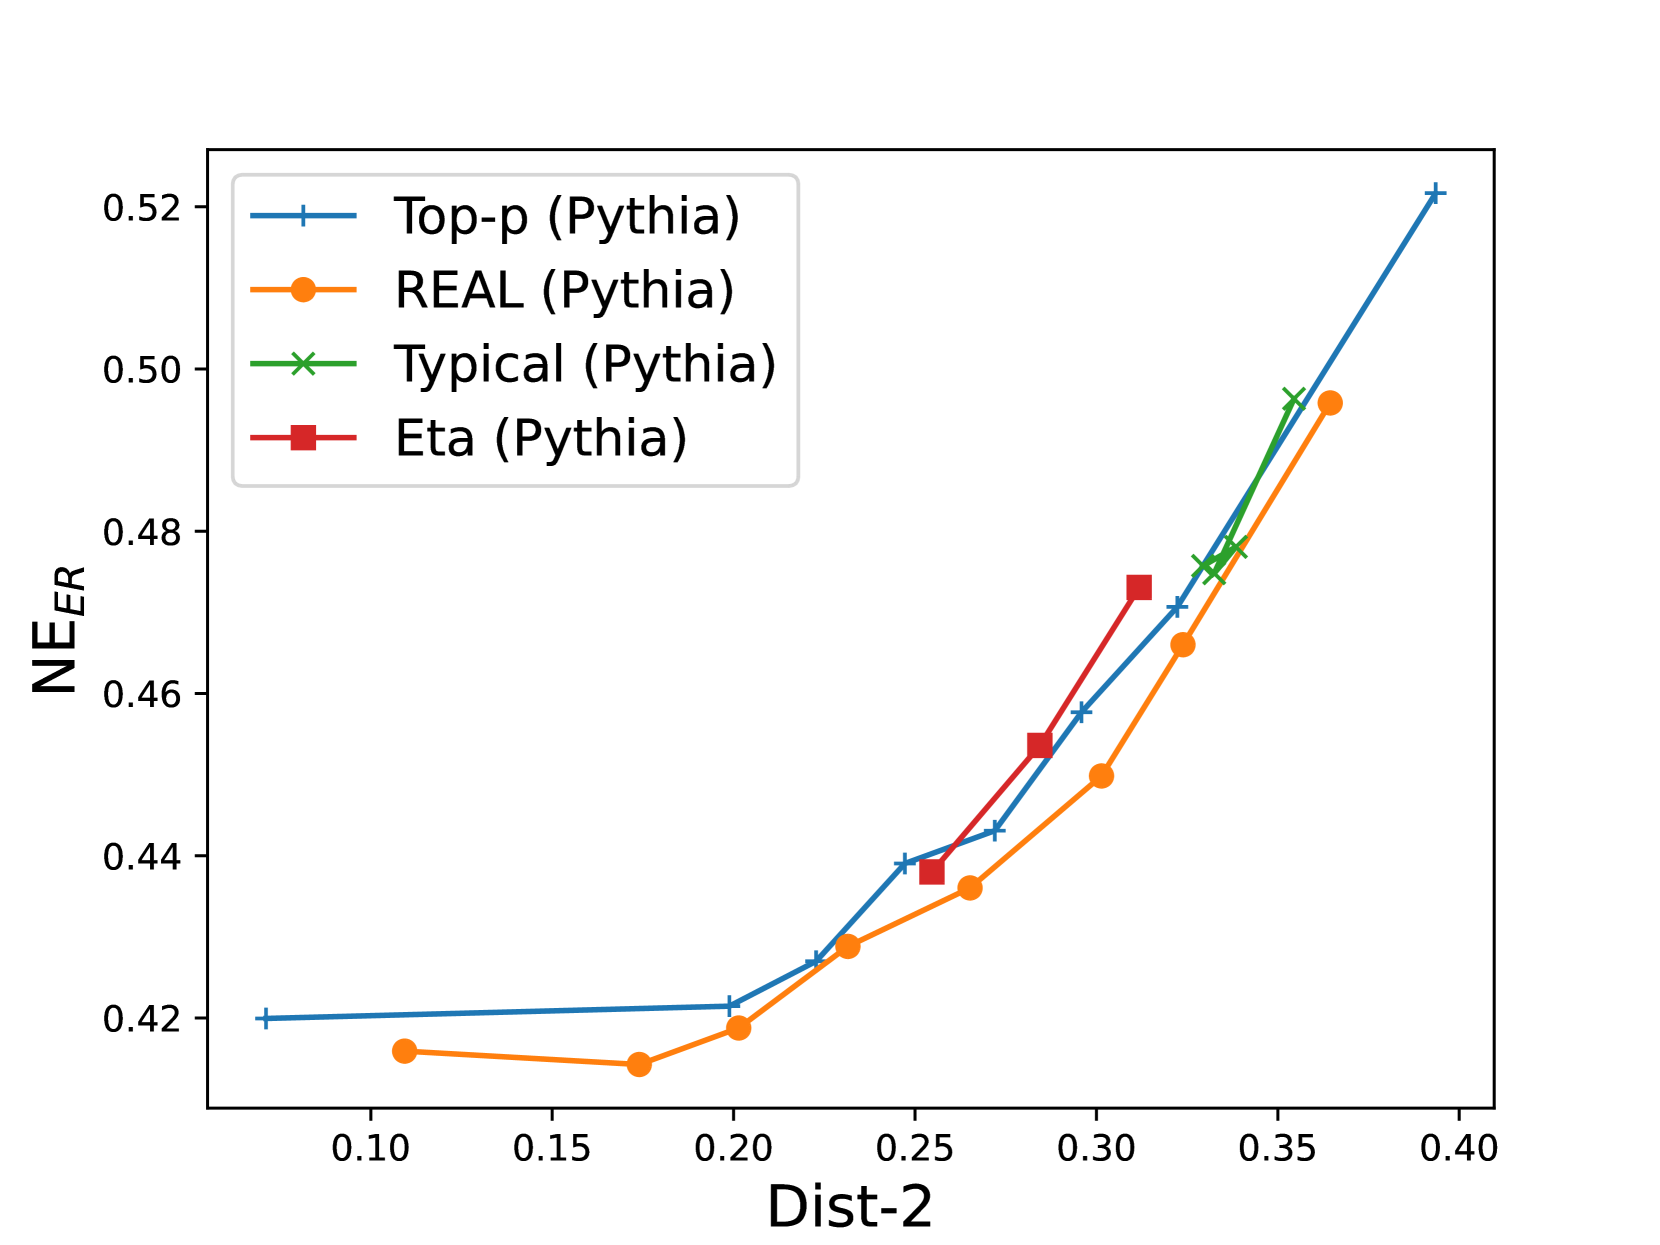 Top-p (Pythia)
REAL (Pythia)
Typical (Pythia)
Eta (Pythia)
0.52
0.50
0.48
0.46
0.44
0.42
NE_ER
0.10 0.15 0.20 0.25 0.30 0.35 0.40
Dist-2